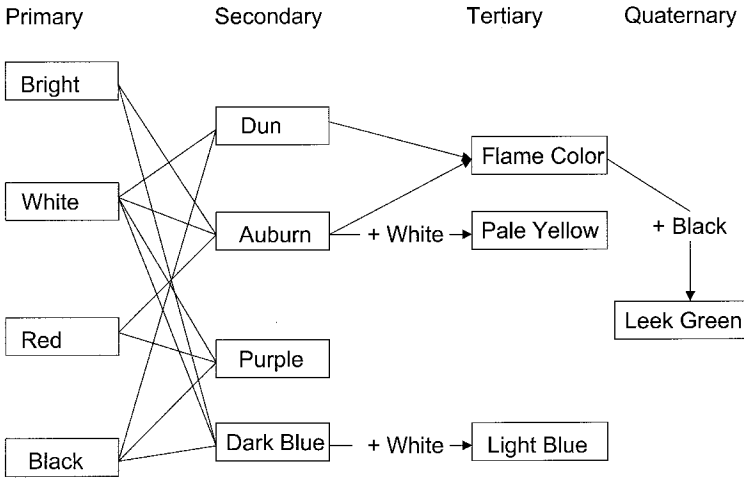 Primary Secondary Tertiary Quaternary
Bright
Dun
Flame Color
White
Auburn + White Pale Yellow
+ Black
Leek Green
Red
Purple
Dark Blue + White Light Blue
Black